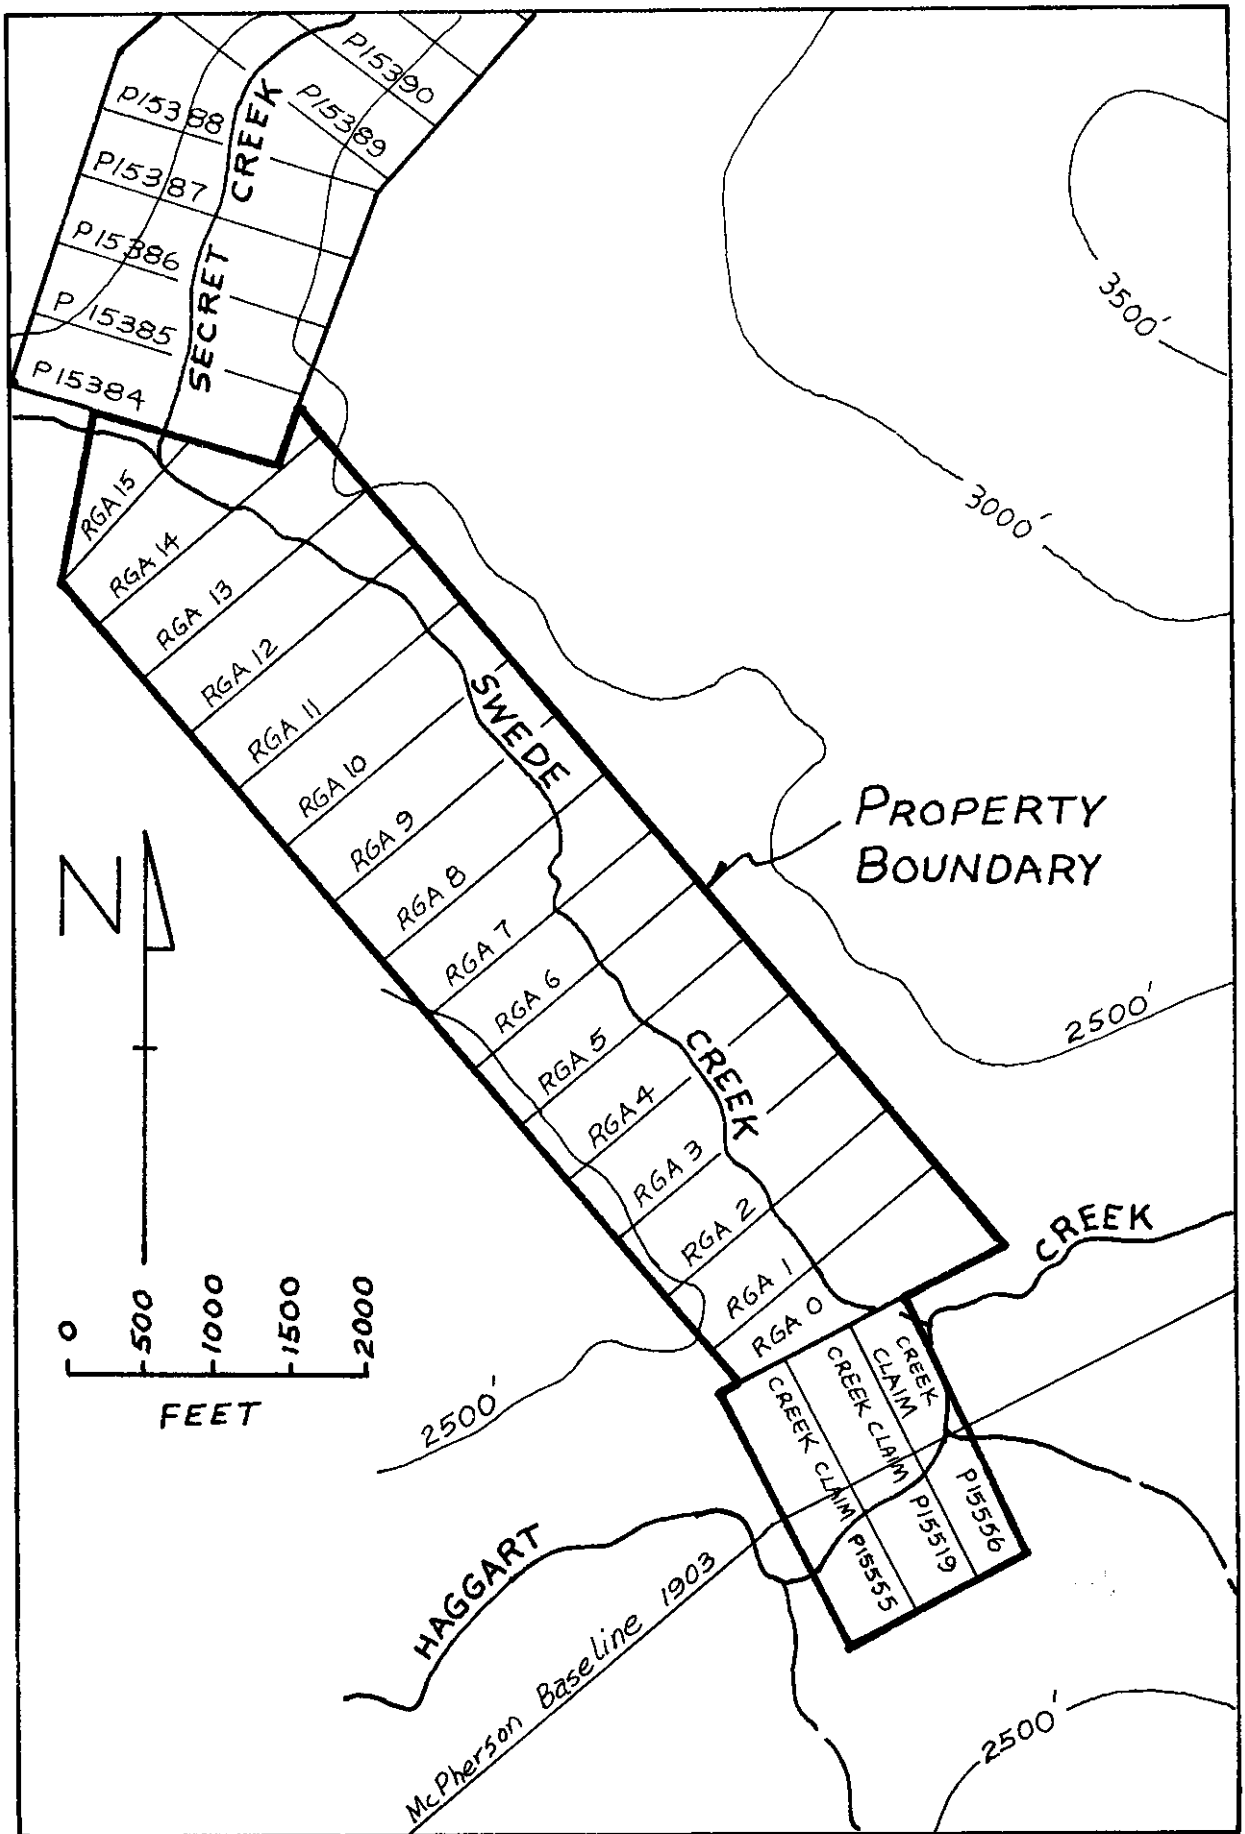 P15390
P15389
P15388
P15387
P15386
P 15385
P15384
SECRET CREEK
3500'
3000'
RGA 15
RGA 14
RGA 13
RGA 12
RGA 11
RGA 10
RGA 9
RGA 8
RGA 7
RGA 6
RGA 5
RGA 4
RGA 3
RGA 2
RGA 1
RGA 0
SWEDE
CREEK
PROPERTY
BOUNDARY
N
2500'
CREEK
0
500
1000
1500
2000
FEET
2500'
CREEK
CLAIM
P15556
CREEK CLAIM P15519
CREEK CLAIM P15555
HAGGART
McPherson Baseline 1903
2500'